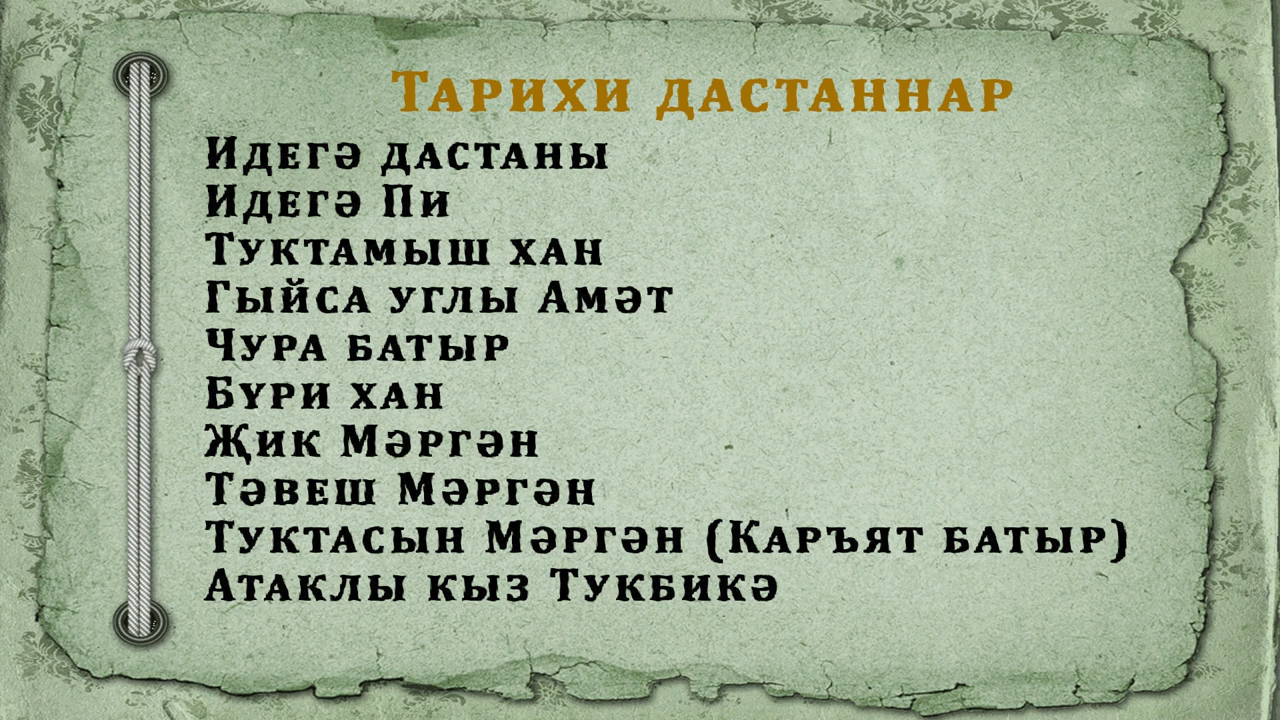 Тарихи дастаннар
Идегә дастаны
Идегә Пи
Туктамыш хан
Гыйса углы Амәт
Чура батыр
Бүри хан
Җик Мәргән
Тәвеш Мәргән
Туктасын Мәргән (Каръят батыр)
Атаклы кыз Тукбикә